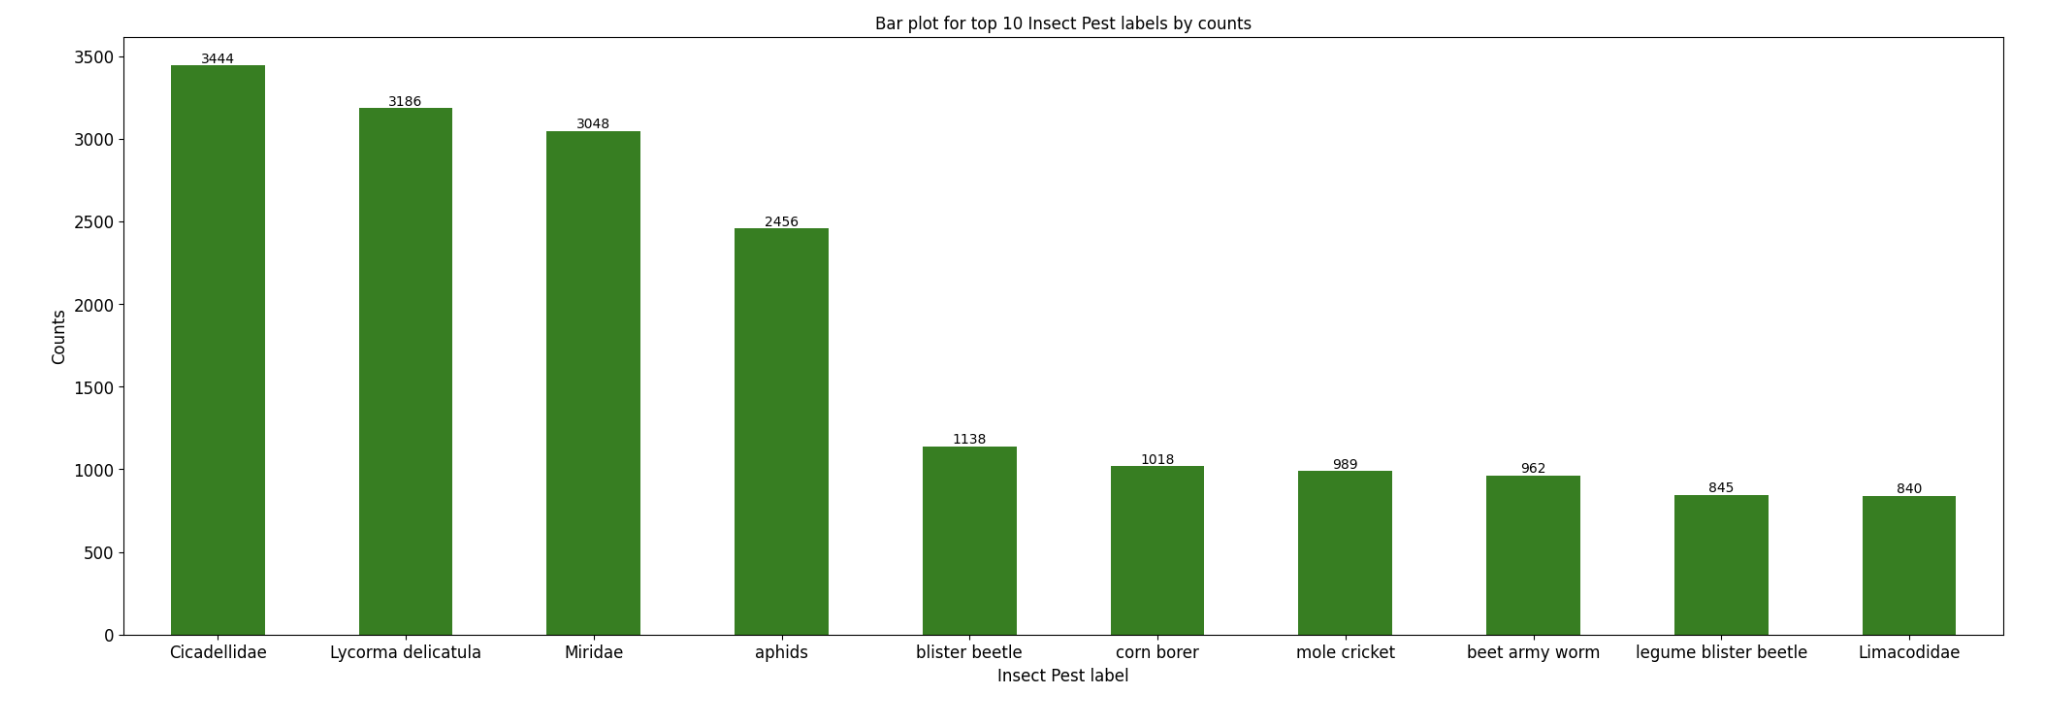 Bar plot for top 10 Insect Pest labels by counts
3500
3000
2500
2000
1500
1000
500
0
Counts
3444
3186
3048
2456
1138
1018
989
962
845
840
Cicadellidae
Lycorma delicatula
Miridae
aphids
blister beetle
corn borer
mole cricket
beet army worm
legume blister beetle
Limacodidae
Insect Pest label